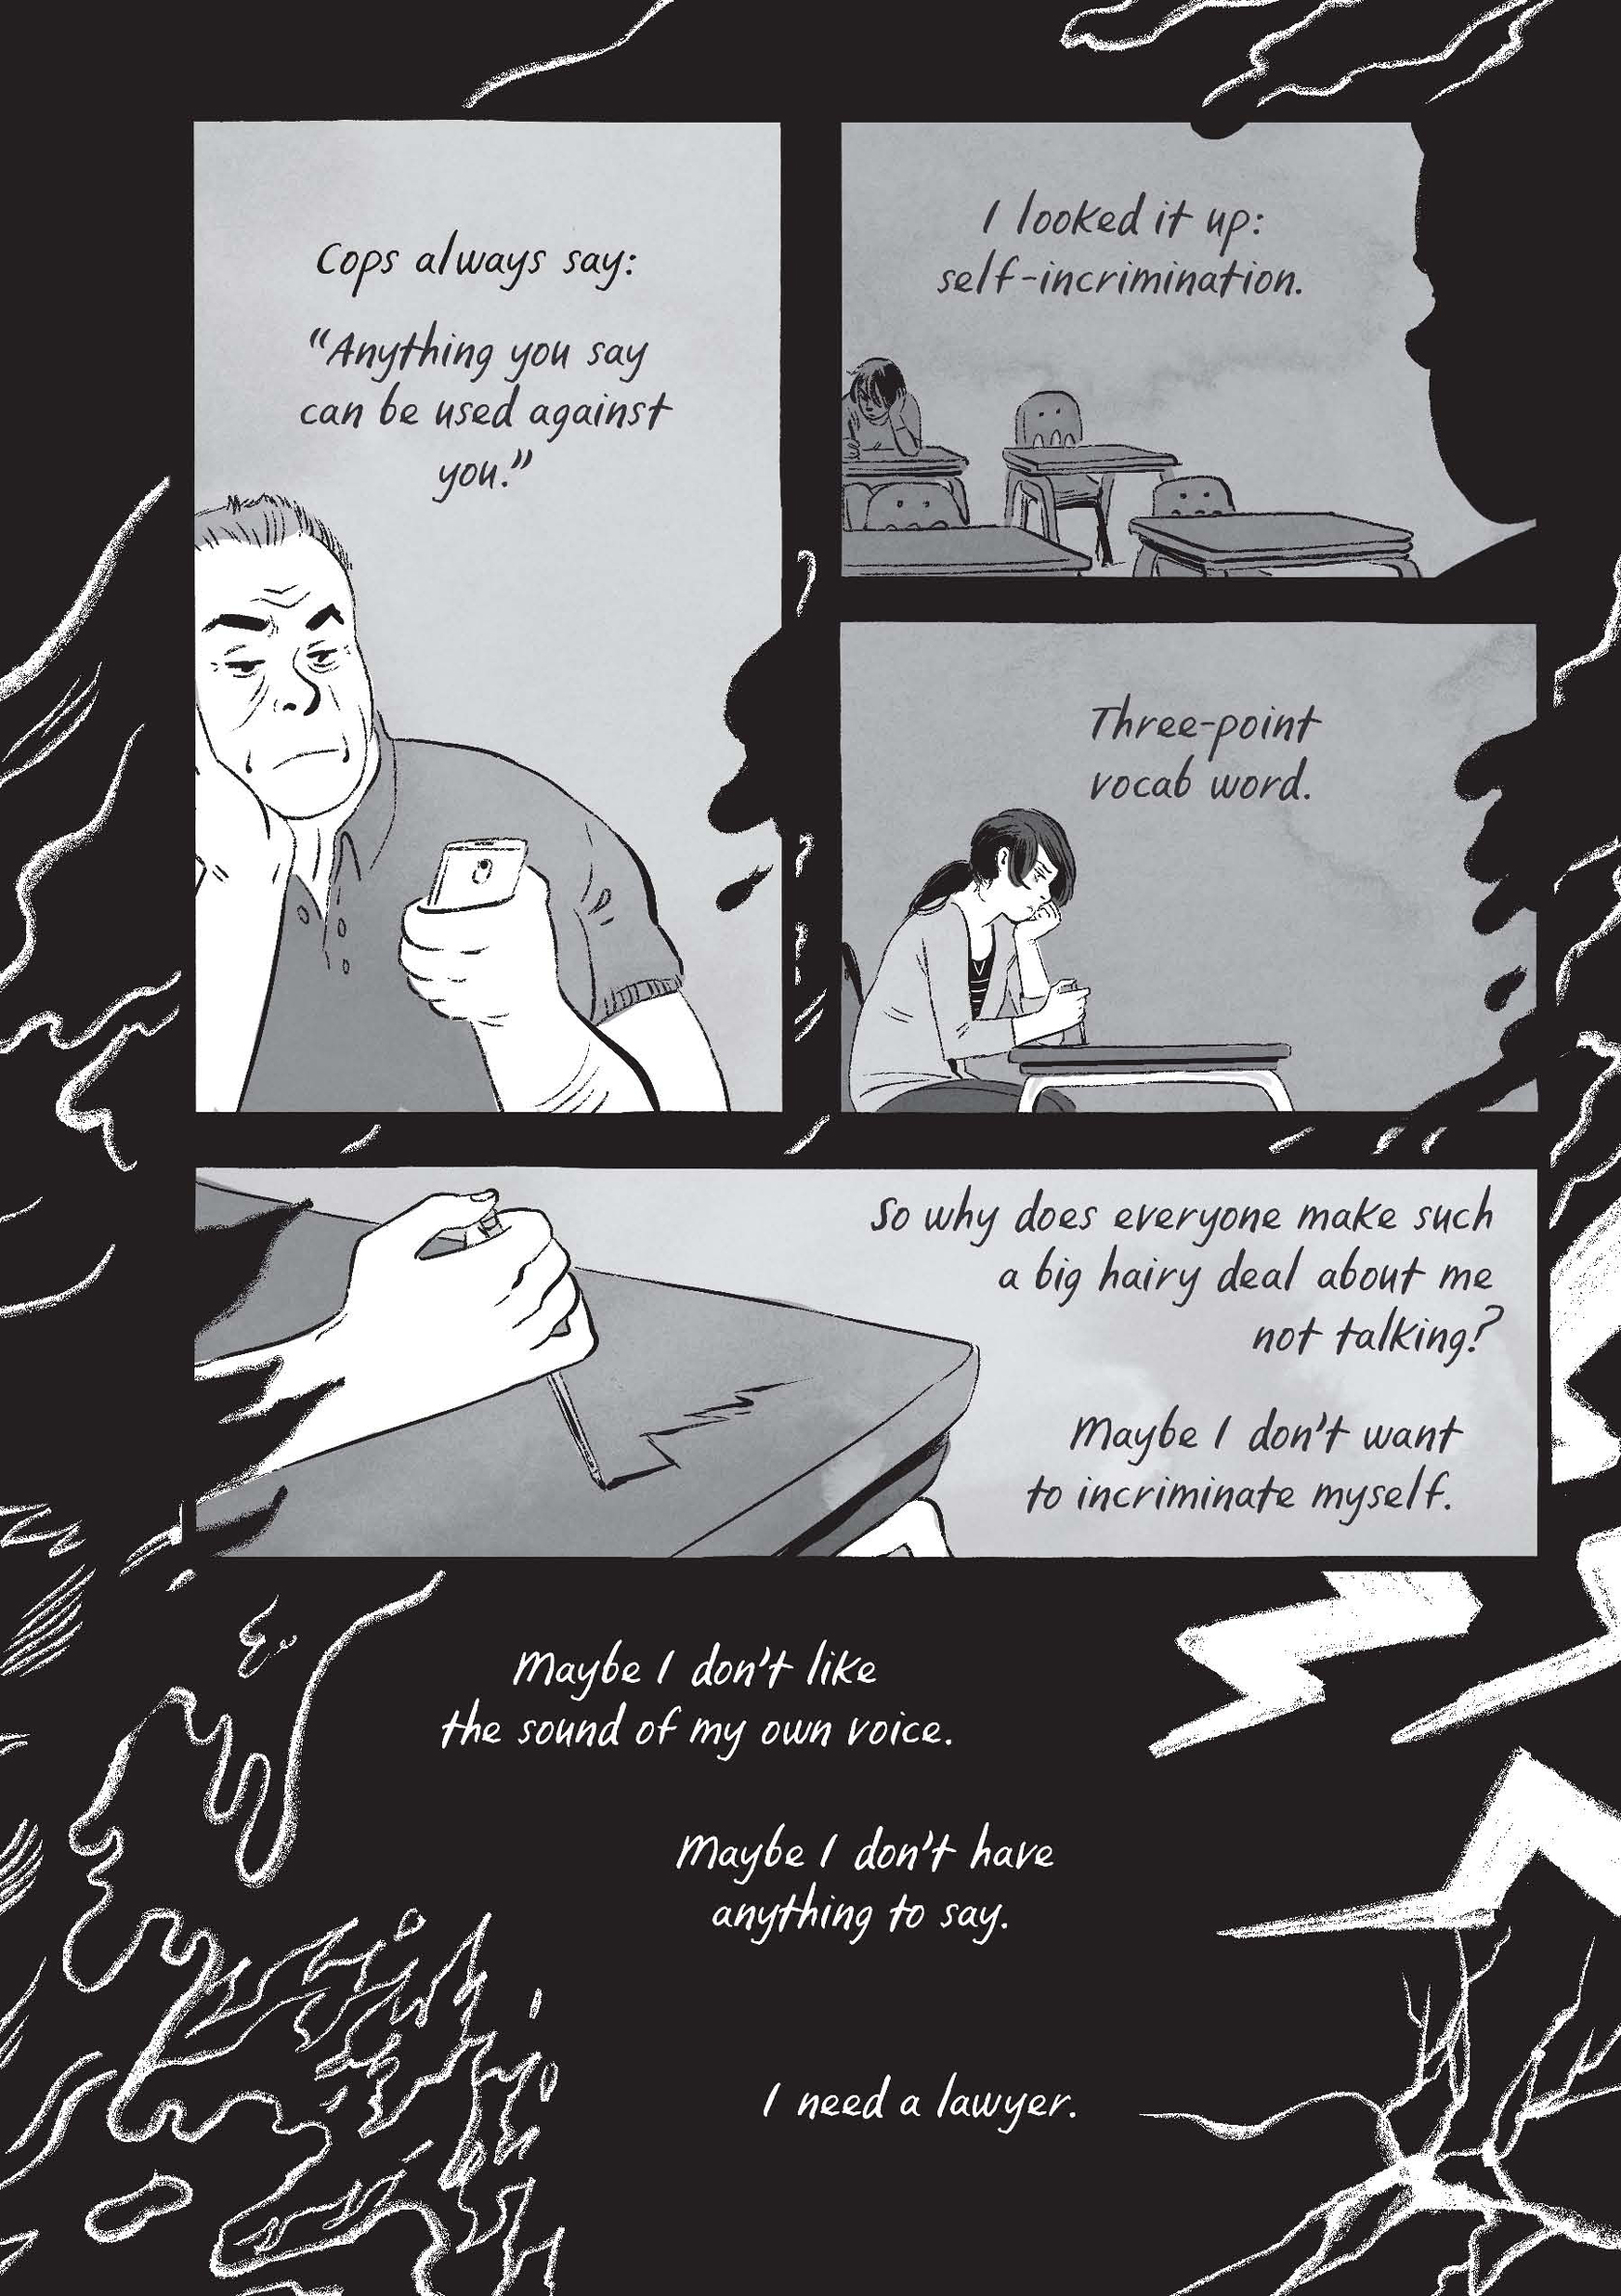 Cops always say:
"Anything you say
can be used against
you."
I looked it up:
self-incrimination.
Three-point
vocab word.
So why does everyone make such
a big hairy deal about me
not talking?
Maybe I don't want
to incriminate myself.
Maybe I don't like
the sound of my own voice.
Maybe I don't have
anything to say.
I need a lawyer.